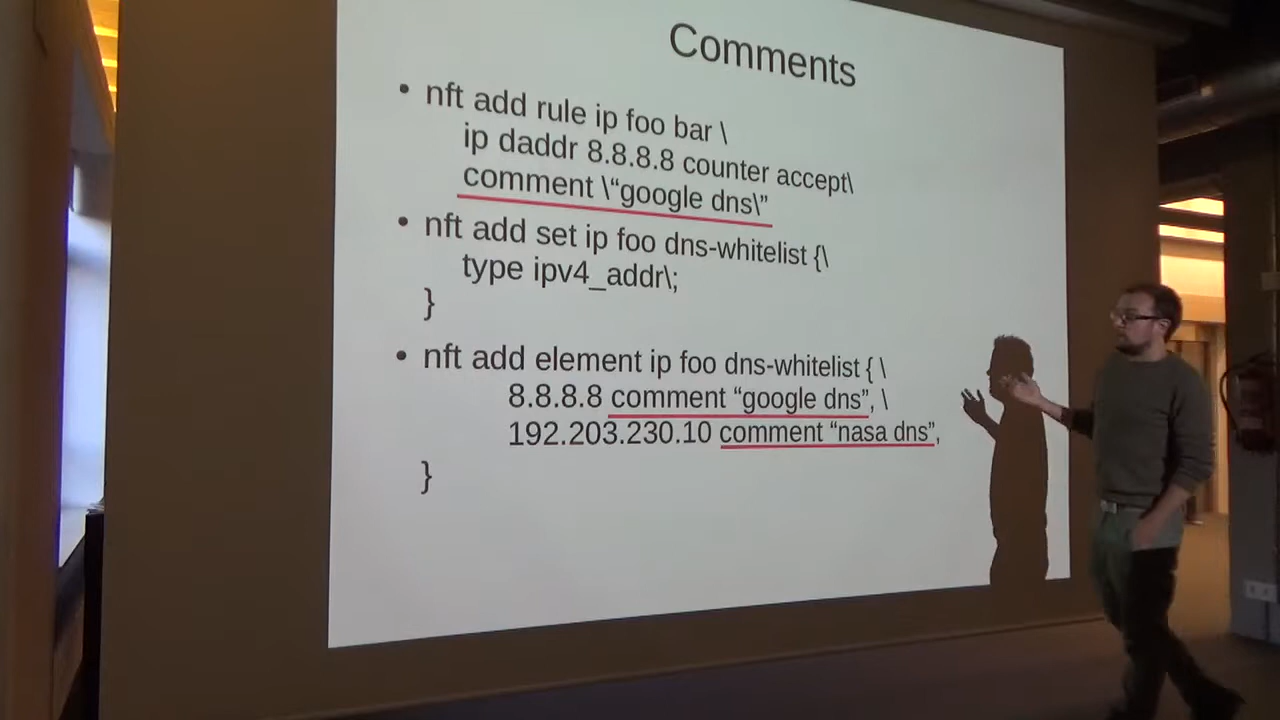 Comments
• nft add rule ip foo bar \
ip daddr 8.8.8.8 counter accept\
comment \“google dns\”
• nft add set ip foo dns-whitelist {\
type ipv4_addr\;
}
• nft add element ip foo dns-whitelist { \
8.8.8.8 comment “google dns”, \
192.203.230.10 comment “nasa dns”,
}